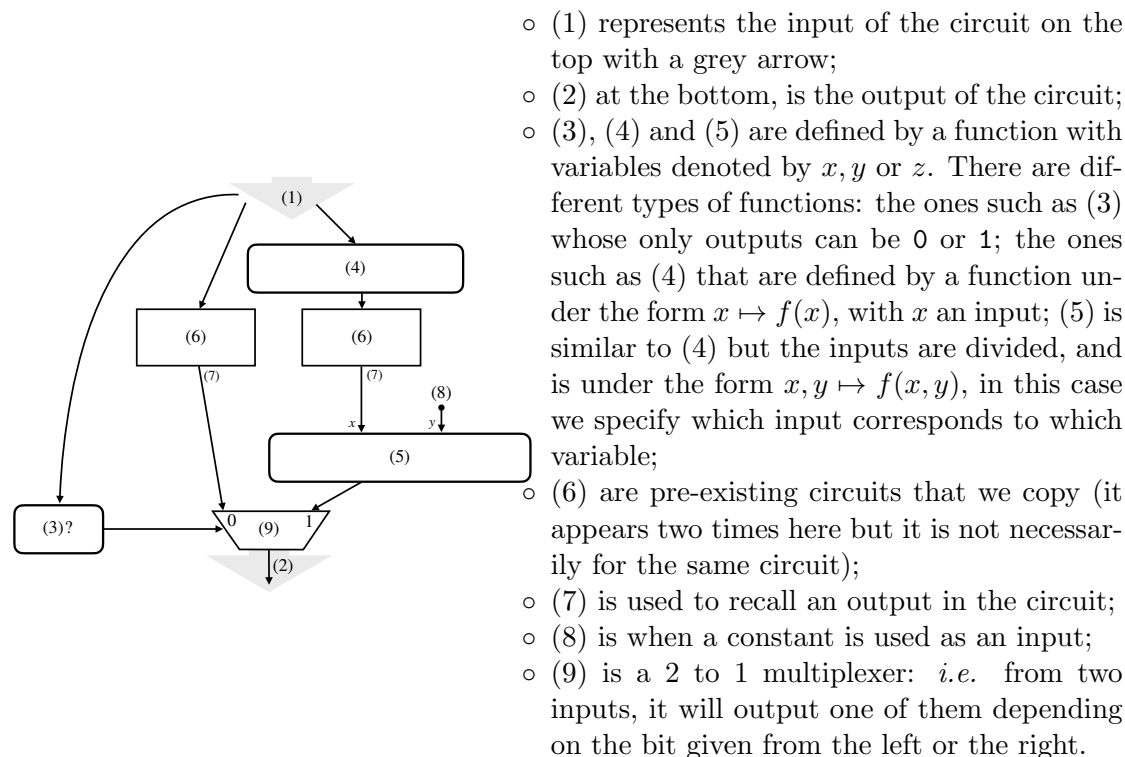 (1)
(4)
(6)
(6)
(7)
(7)
(8)
x
y
(5)
(3)?
0
(9)
1
(2)
◦ (1) represents the input of the circuit on the
top with a grey arrow;
◦ (2) at the bottom, is the output of the circuit;
◦ (3), (4) and (5) are defined by a function with
variables denoted by x, y or z. There are dif-
ferent types of functions: the ones such as (3)
whose only outputs can be 0 or 1; the ones
such as (4) that are defined by a function un-
der the form x ↦ f(x), with x an input; (5) is
similar to (4) but the inputs are divided, and
is under the form x, y ↦ f(x, y), in this case
we specify which input corresponds to which
variable;
◦ (6) are pre-existing circuits that we copy (it
appears two times here but it is not necessar-
ily for the same circuit);
◦ (7) is used to recall an output in the circuit;
◦ (8) is when a constant is used as an input;
◦ (9) is a 2 to 1 multiplexer: i.e. from two
inputs, it will output one of them depending
on the bit given from the left or the right.